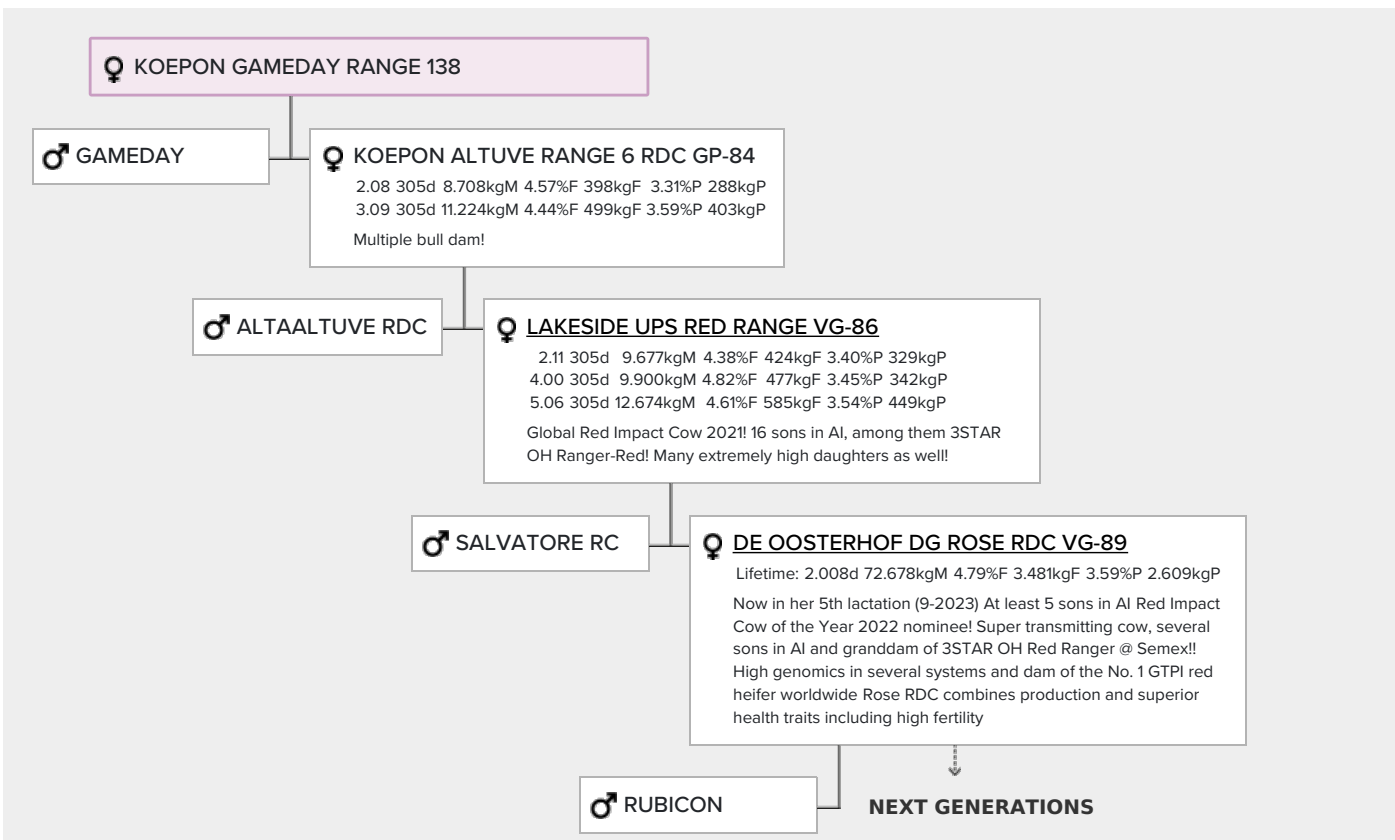 KOEPON GAMEDAY RANGE 138
GAMEDAY
KOEPON ALTUVE RANGE 6 RDC GP-84
2.08 305d 8.708kgM 4.57%F 398kgF 3.31%P 288kgP
3.09 305d 11.224kgM 4.44%F 499kgF 3.59%P 403kgP
Multiple bull dam!
ALTAALTUVE RDC
LAKESIDE UPS RED RANGE VG-86
2.11 305d 9.677kgM 4.38%F 424kgF 3.40%P 329kgP
4.00 305d 9.900kgM 4.82%F 477kgF 3.45%P 342kgP
5.06 305d 12.674kgM 4.61%F 585kgF 3.54%P 449kgP
Global Red Impact Cow 2021! 16 sons in AI, among them 3STAR
OH Ranger-Red! Many extremely high daughters as well!
SALVATORE RC
DE OOSTERHOF DG ROSE RDC VG-89
Lifetime: 2.008d 72.678kgM 4.79%F 3.481kgF 3.59%P 2.609kgP
Now in her 5th lactation (9-2023) At least 5 sons in AI Red Impact
Cow of the Year 2022 nominee! Super transmitting cow, several
sons in AI and granddam of 3STAR OH Red Ranger @ Semex!!
High genomics in several systems and dam of the No. 1 GTPI red
heifer worldwide Rose RDC combines production and superior
health traits including high fertility
RUBICON
NEXT GENERATIONS